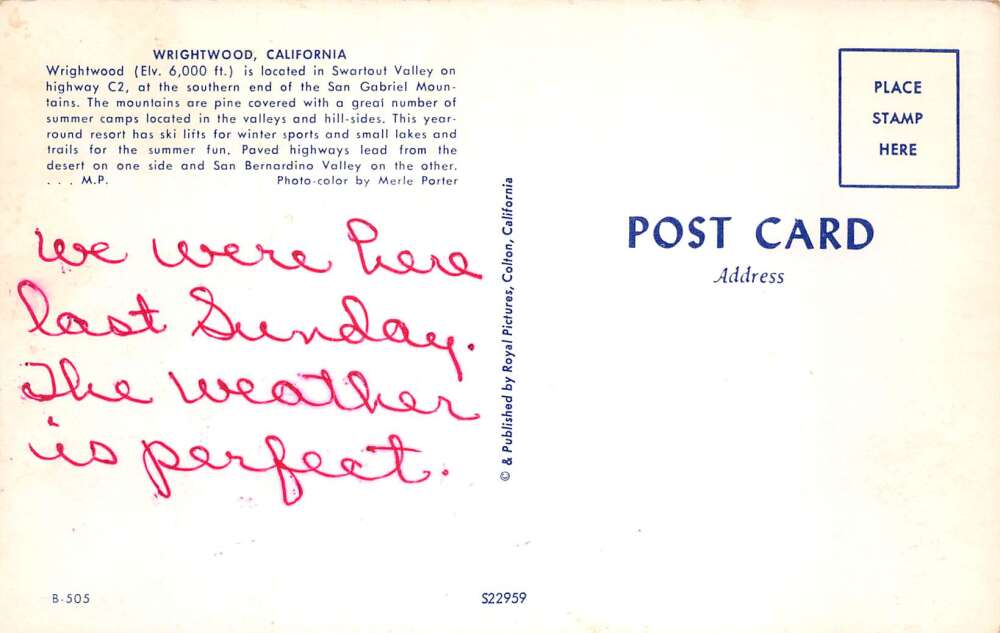 WRIGHTWOOD, CALIFORNIA
Wrightwood (Elv. 6,000 ft.) is located in Swartout Valley on
highway C2, at the southern end of the San Gabriel Moun-
tains. The mountains are pine covered with a great number of
summer camps located in the valleys and hill-sides. This year-
round resort has ski lifts for winter sports and small lakes and
trails for the summer fun. Paved highways lead from the
desert on one side and San Bernardino Valley on the other.
. . . M.P. Photo-color by Merle Porter
we were here
last Sunday.
The weather
is perfect.
B-505
© & Published by Royal Pictures, Colton, California
S22959
PLACE
STAMP
HERE
POST CARD
Address